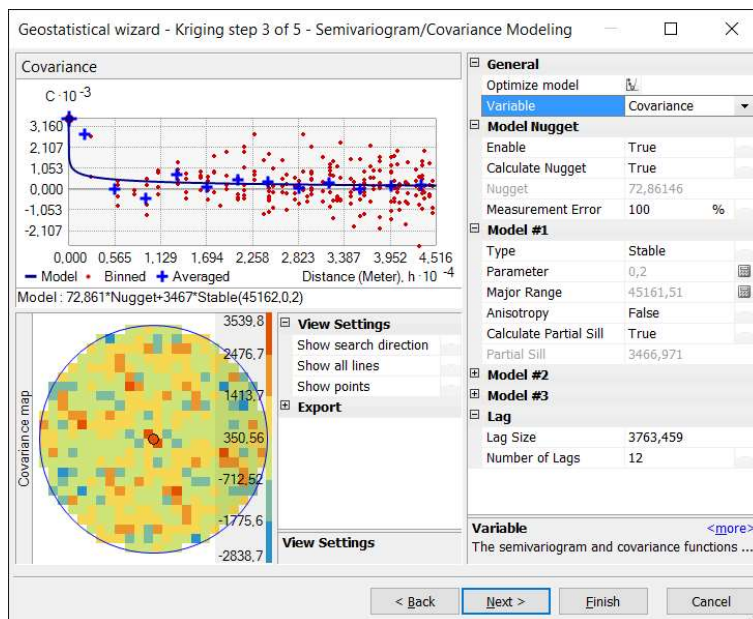 Geostatistical wizard - Kriging step 3 of 5 - Semivariogram/Covariance Modeling
Covariance
C · 10⁻³
3,160
2,107
1,053
0,000
-1,053
-2,107
0,000 0,565 1,129 1,694 2,258 2,823 3,387 3,952 4,516
Model Binned Averaged Distance (Meter), h · 10⁻⁴
Model : 72,861*Nugget+3467*Stable(45162,0,2)
Covariance map
3539,8
2476,7
1413,7
350,56
-712,52
-1775,6
-2838,7
View Settings
Show search direction
Show all lines
Show points
Export
View Settings
General
Optimize model
Variable Covariance
Model Nugget
Enable True
Calculate Nugget True
Nugget 72,86146
Measurement Error 100 %
Model #1
Type Stable
Parameter 0,2
Major Range 45161,51
Anisotropy False
Calculate Partial Sill True
Partial Sill 3466,971
Model #2
Model #3
Lag
Lag Size 3763,459
Number of Lags 12
Variable <more>
The semivariogram and covariance functions ...
< Back Next > Finish Cancel